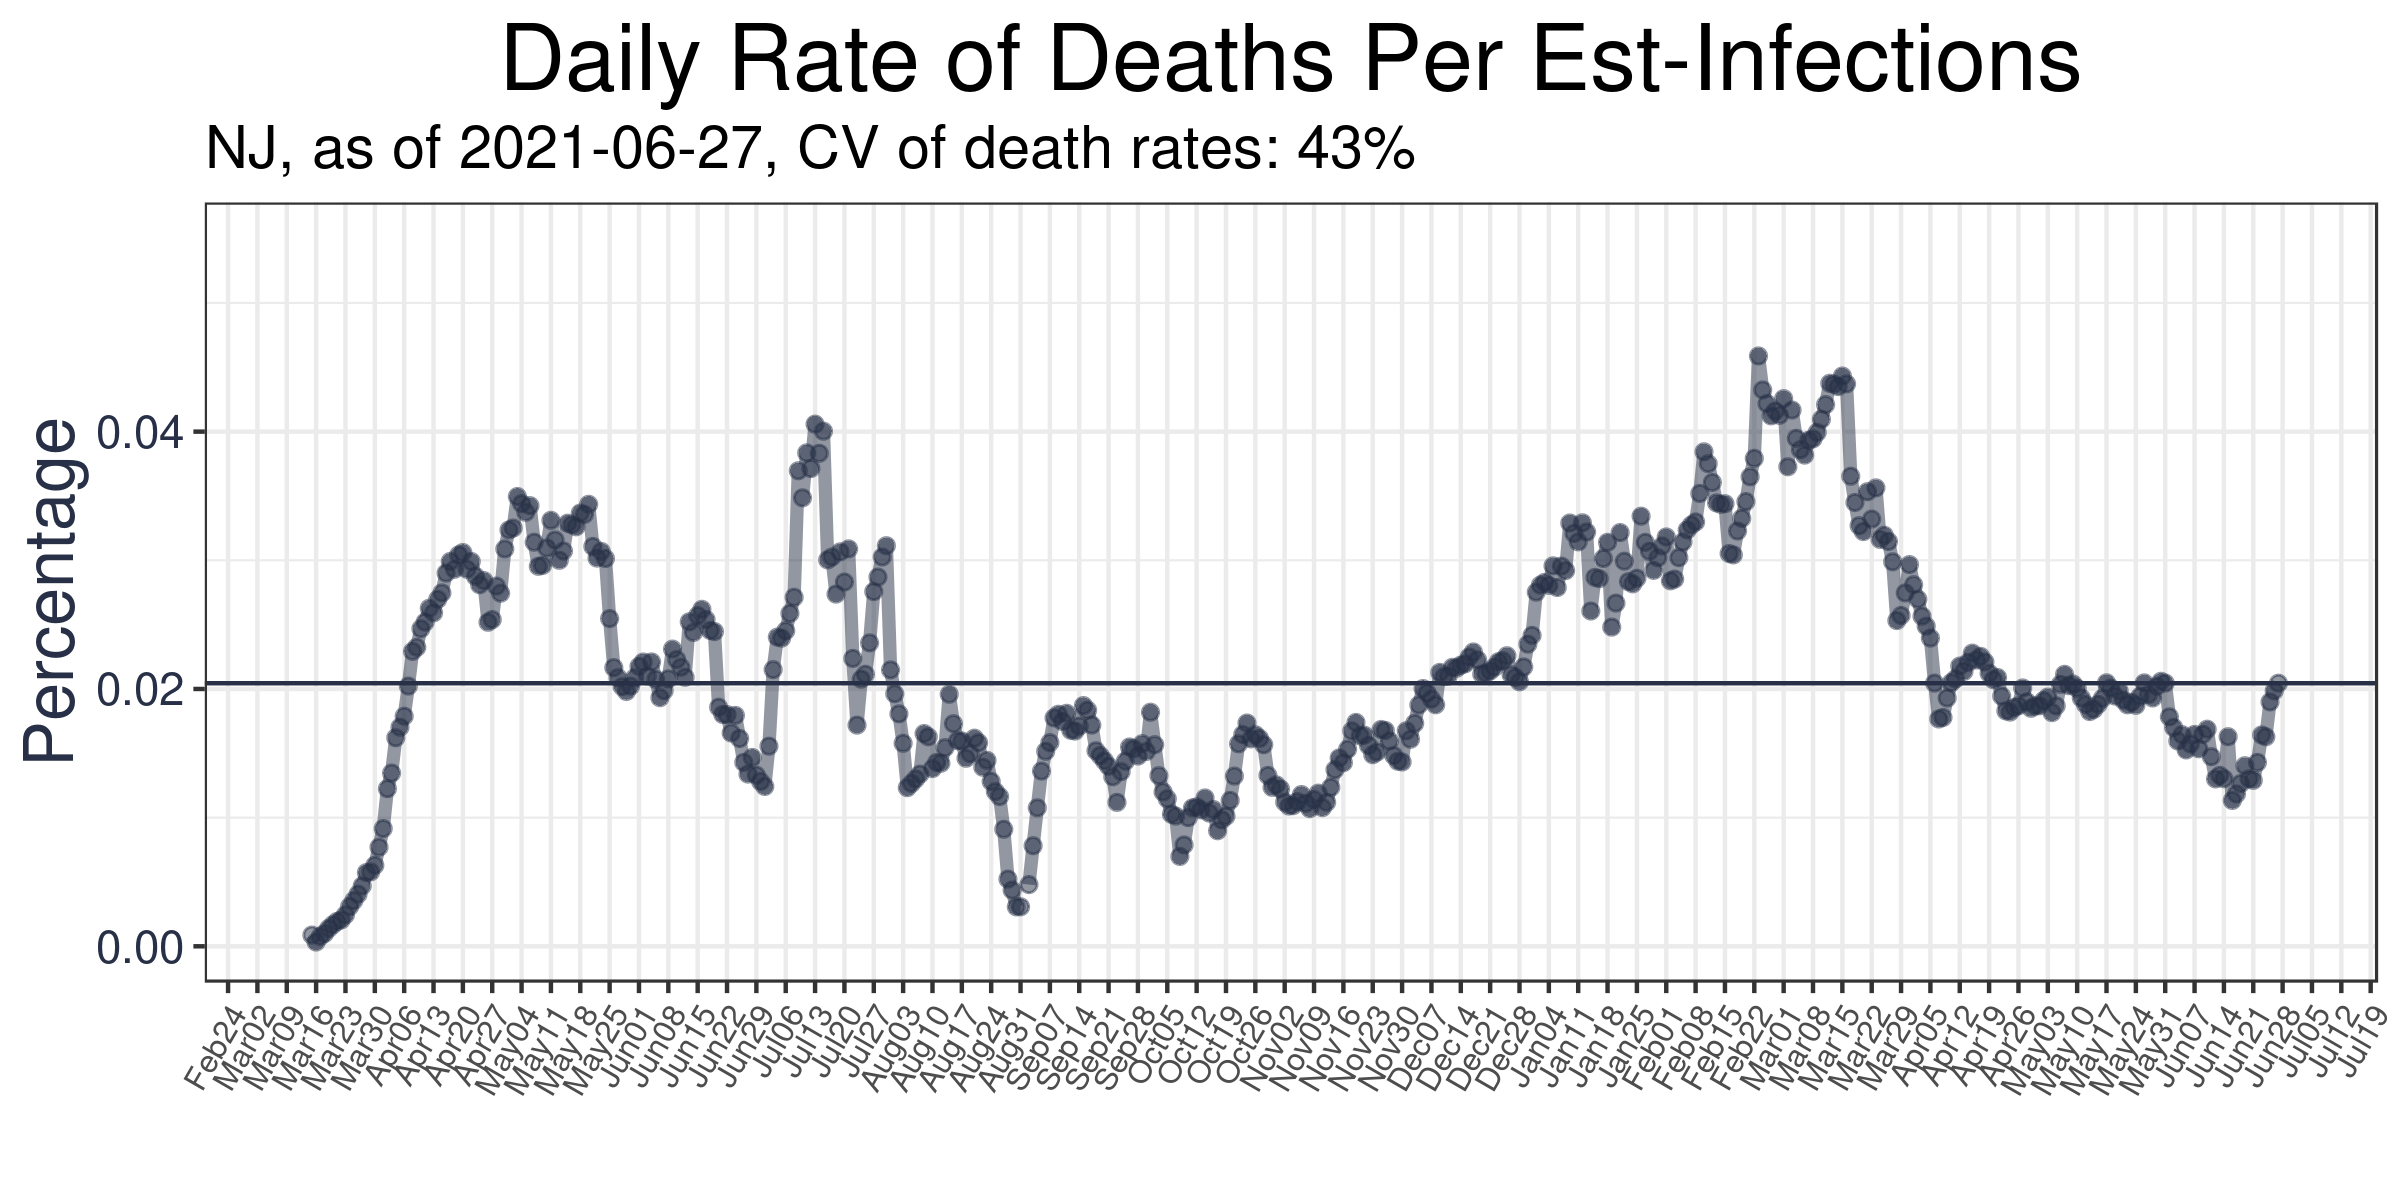 Daily Rate of Deaths Per Est-Infections
NJ, as of 2021-06-27, CV of death rates: 43%
Percentage
0.04
0.02
0.00
Feb24
Mar02
Mar09
Mar16
Mar23
Mar30
Apr06
Apr13
Apr20
Apr27
May04
May11
May18
May25
Jun01
Jun08
Jun15
Jun22
Jun29
Jul06
Jul13
Jul20
Jul27
Aug03
Aug10
Aug17
Aug24
Aug31
Sep07
Sep14
Sep21
Sep28
Oct05
Oct12
Oct19
Oct26
Nov02
Nov09
Nov16
Nov23
Nov30
Dec07
Dec14
Dec21
Dec28
Jan04
Jan11
Jan18
Jan25
Feb01
Feb08
Feb15
Feb22
Mar01
Mar08
Mar15
Mar22
Mar29
Apr05
Apr12
Apr19
Apr26
May03
May10
May17
May24
May31
Jun07
Jun14
Jun21
Jun28
Jul05
Jul12
Jul19